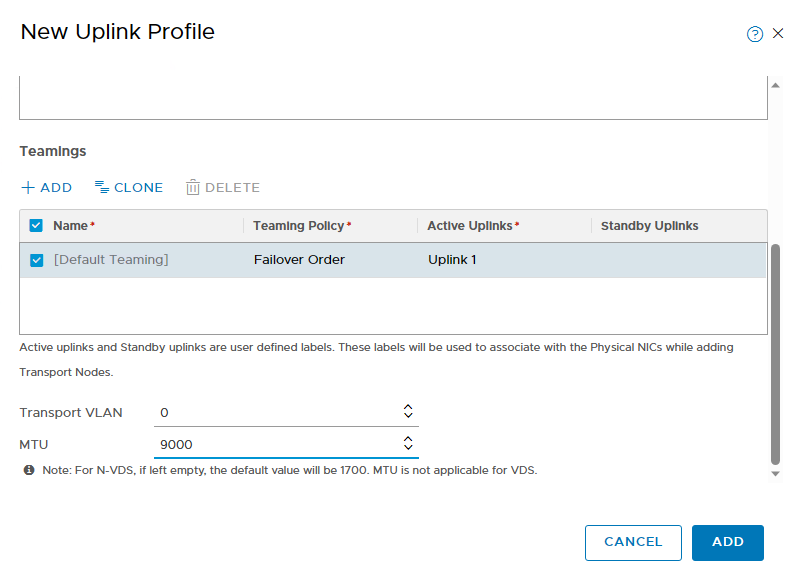 New Uplink Profile
Teamings
ADD CLONE DELETE
Name* Teaming Policy* Active Uplinks* Standby Uplinks
[Default Teaming] Failover Order Uplink 1
Active uplinks and Standby uplinks are user defined labels. These labels will be used to associate with the Physical NICs while adding
Transport Nodes.
Transport VLAN 0
MTU 9000
Note: For N-VDS, if left empty, the default value will be 1700. MTU is not applicable for VDS.
CANCEL ADD